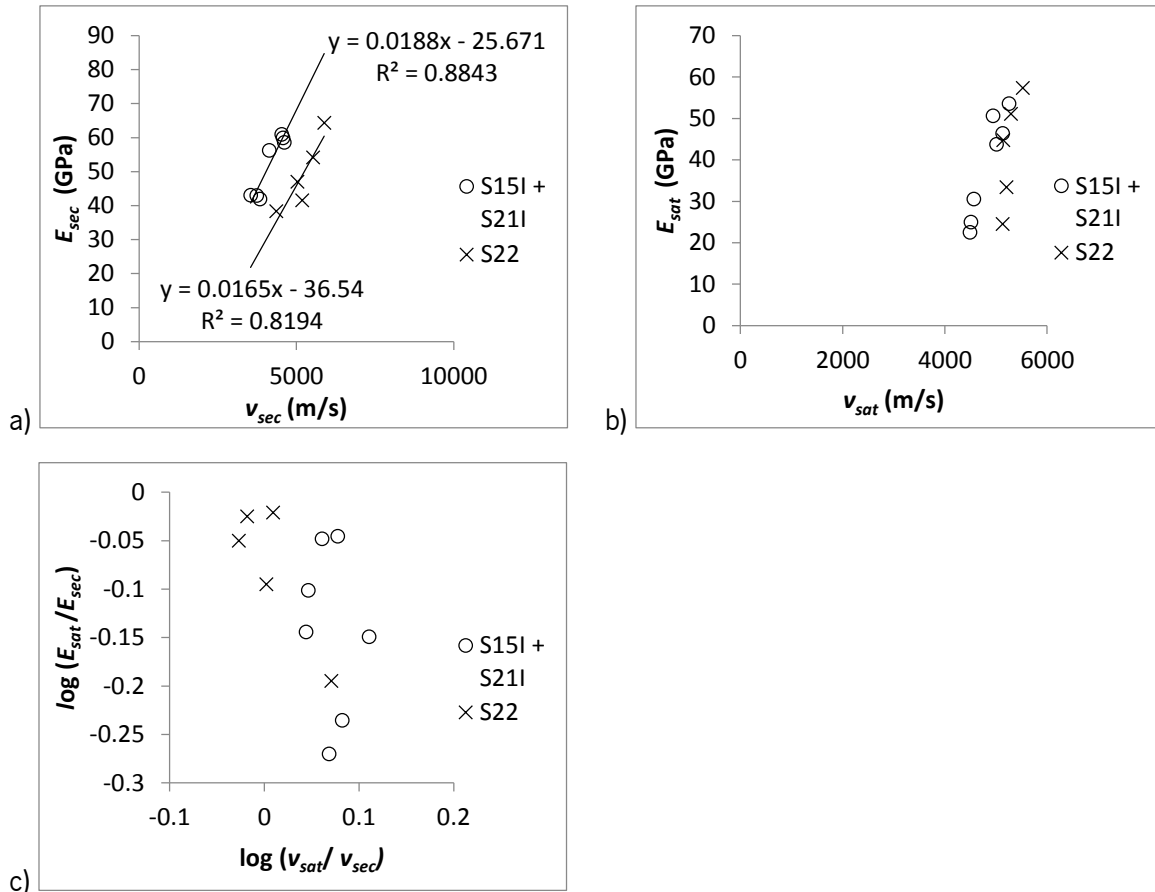 y = 0.0188x - 25.671
R² = 0.8843
90
80
70
60
50
40
30
20
10
0
E_sec (GPa)
y = 0.0165x - 36.54
R² = 0.8194
0 5000 10000
v_sec (m/s)
S15I +
S21I
S22
a)
70
60
50
40
30
20
10
0
E_sat (GPa)
0 2000 4000 6000
v_sat (m/s)
S15I +
S21I
S22
b)
0
-0.05
-0.1
-0.15
-0.2
-0.25
-0.3
log (E_sat /E_sec)
-0.1 0 0.1 0.2
log (v_sat/ v_sec)
S15I +
S21I
S22
c)